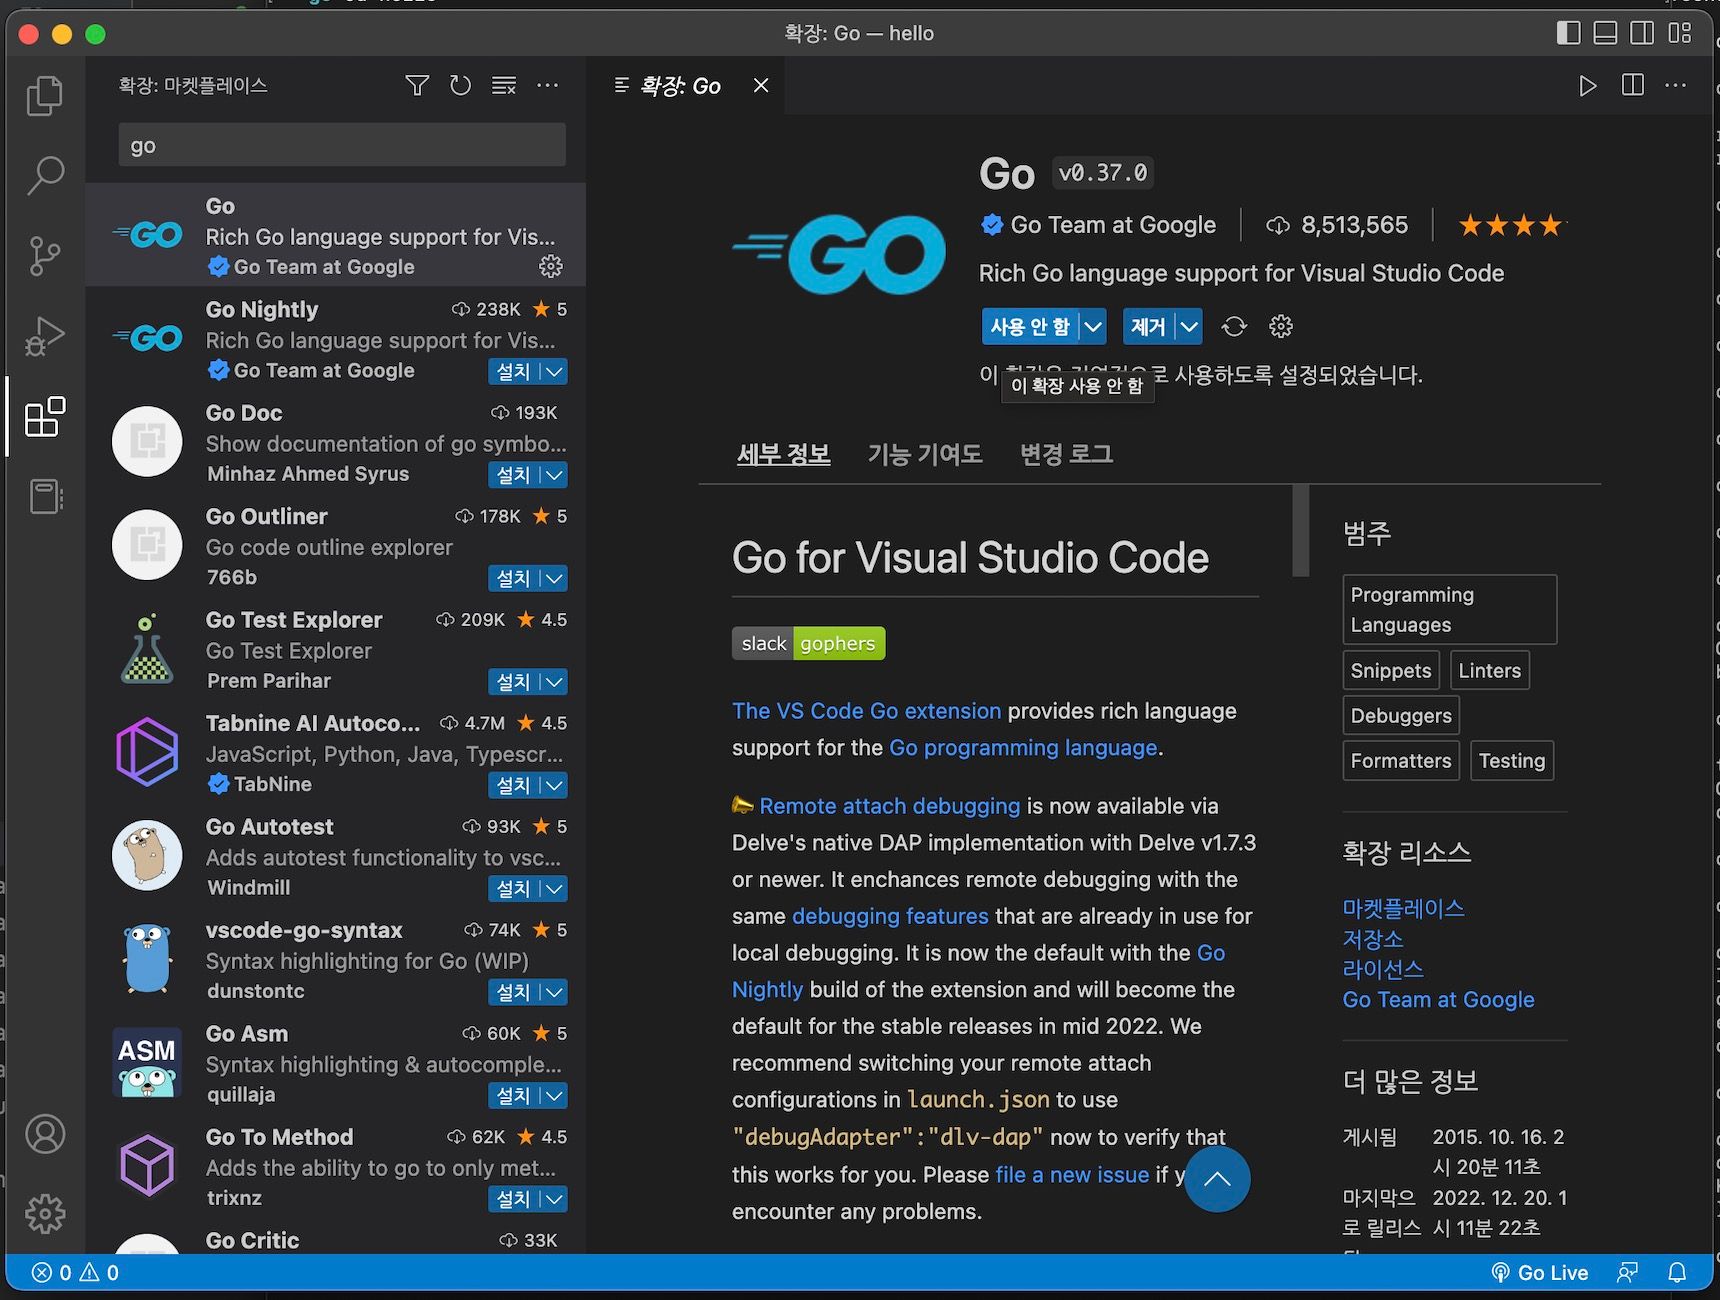 확장: Go — hello
확장: 마켓플레이스
go
Go
Rich Go language support for Vis...
Go Team at Google
Go Nightly 238K 5
Rich Go language support for Vis...
Go Team at Google 설치
Go Doc 193K
Show documentation of go symbo...
Minhaz Ahmed Syrus 설치
Go Outliner 178K 5
Go code outline explorer
766b 설치
Go Test Explorer 209K 4.5
Go Test Explorer
Prem Parihar 설치
Tabnine AI Autoco... 4.7M 4.5
JavaScript, Python, Java, Typescr...
TabNine 설치
Go Autotest 93K 5
Adds autotest functionality to vsc...
Windmill 설치
vscode-go-syntax 74K 5
Syntax highlighting for Go (WIP)
dunstontc 설치
ASM
Go Asm 60K 5
Syntax highlighting & autocomple...
quillaja 설치
Go To Method 62K 4.5
Adds the ability to go to only met...
trixnz 설치
Go Critic 33K
확장: Go
GO
Go v0.37.0
Go Team at Google 8,513,565
Rich Go language support for Visual Studio Code
사용 안 함 제거
이 로 사용하도록 설정되었습니다.
이 확장 사용 안 함
세부 정보 기능 기여도 변경 로그
Go for Visual Studio Code
slack gophers
The VS Code Go extension provides rich language
support for the Go programming language.
Remote attach debugging is now available via
Delve's native DAP implementation with Delve v1.7.3
or newer. It enchances remote debugging with the
same debugging features that are already in use for
local debugging. It is now the default with the Go
Nightly build of the extension and will become the
default for the stable releases in mid 2022. We
recommend switching your remote attach
configurations in launch.json to use
"debugAdapter":"dlv-dap" now to verify that
this works for you. Please file a new issue if y
encounter any problems.
범주
Programming
Languages
Snippets Linters
Debuggers
Formatters Testing
확장 리소스
마켓플레이스
저장소
라이선스
Go Team at Google
더 많은 정보
게시됨 2015. 10. 16. 2
시 20분 11초
마지막으 2022. 12. 20. 1
로 릴리스 시 11분 22초
0 0
Go Live